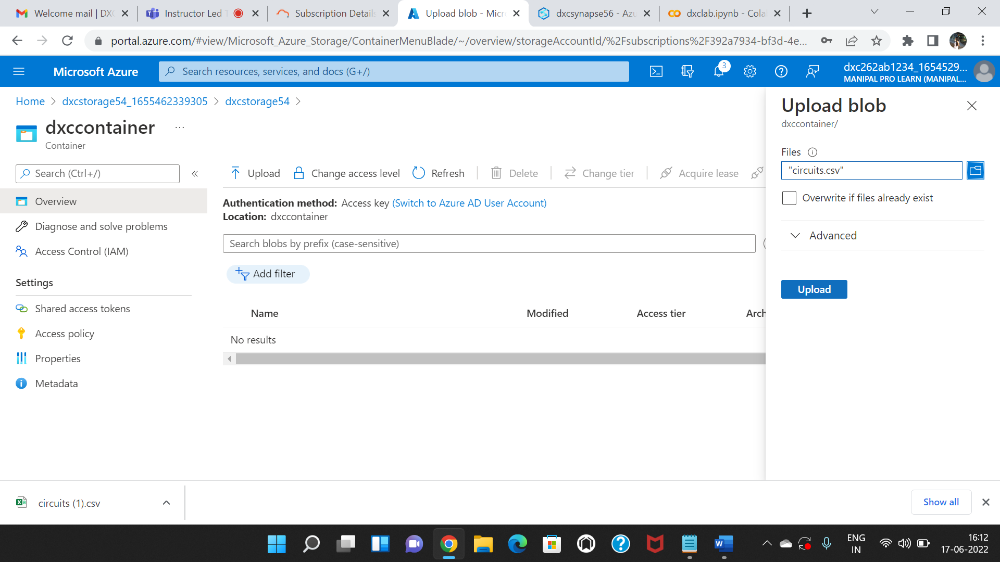 Welcome mail | DXC
Instructor Led T
Subscription Details
Upload blob - Micro
dxcsynapse56 - Azu
dxclab.ipynb - Colab
portal.azure.com/#view/Microsoft_Azure_Storage/ContainerMenuBlade/~/overview/storageAccountId/%2Fsubscriptions%2F392a7934-bf3d-4e...
Microsoft Azure
Search resources, services, and docs (G+/)
3
dxc262ab1234_1654529...
MANIPAL PRO LEARN (MANIPAL...
Home > dxcstorage54_1655462339305 > dxcstorage54 >
dxccontainer ...
Container
Search (Ctrl+/)
«
Overview
Diagnose and solve problems
Access Control (IAM)
Settings
Shared access tokens
Access policy
Properties
Metadata
Upload
Change access level
Refresh
Delete
Change tier
Acquire lease
Authentication method: Access key (Switch to Azure AD User Account)
Location: dxccontainer
Search blobs by prefix (case-sensitive)
Add filter
Name Modified Access tier Arch
No results
Upload blob
dxccontainer/
Files
"circuits.csv"
Overwrite if files already exist
Advanced
Upload
circuits (1).csv
Show all
ENG
IN
16:12
17-06-2022